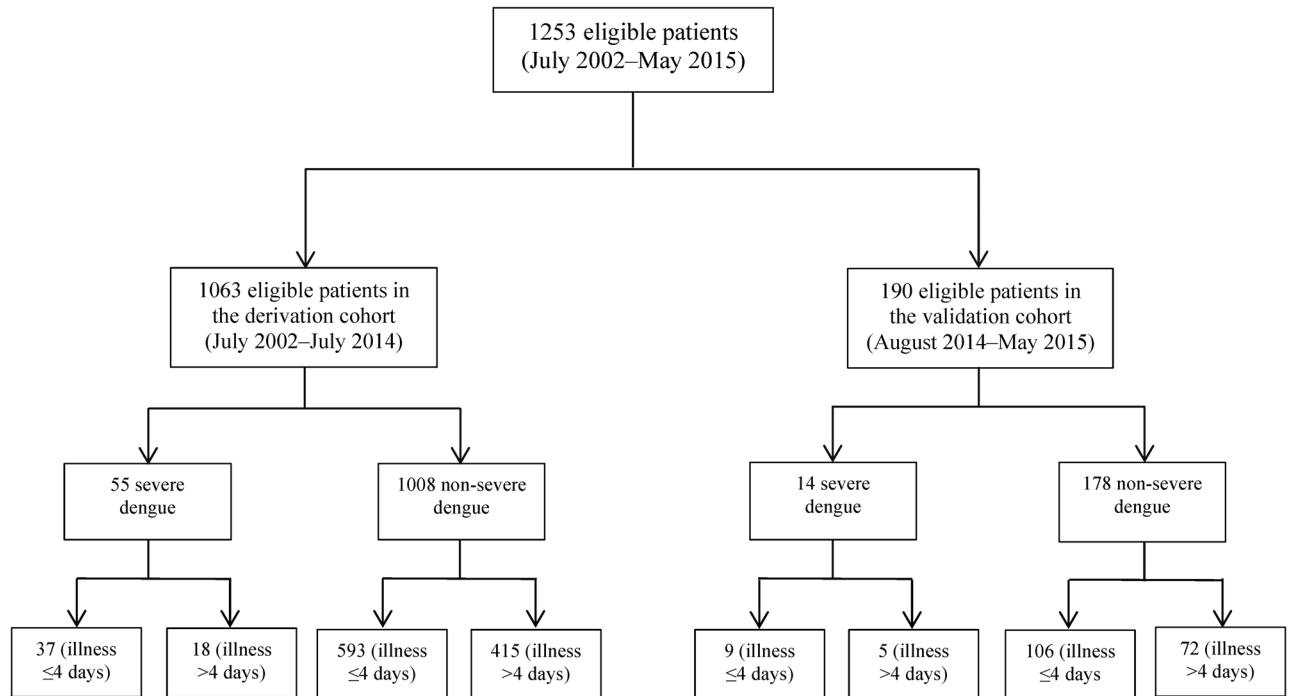 1253 eligible patients
(July 2002–May 2015)
1063 eligible patients in
the derivation cohort
(July 2002–July 2014)
190 eligible patients in
the validation cohort
(August 2014–May 2015)
55 severe
dengue
1008 non-severe
dengue
14 severe
dengue
178 non-severe
dengue
37 (illness
≤4 days)
18 (illness
>4 days)
593 (illness
≤4 days)
415 (illness
>4 days)
9 (illness
≤4 days)
5 (illness
>4 days)
106 (illness
≤4 days
72 (illness
>4 days)